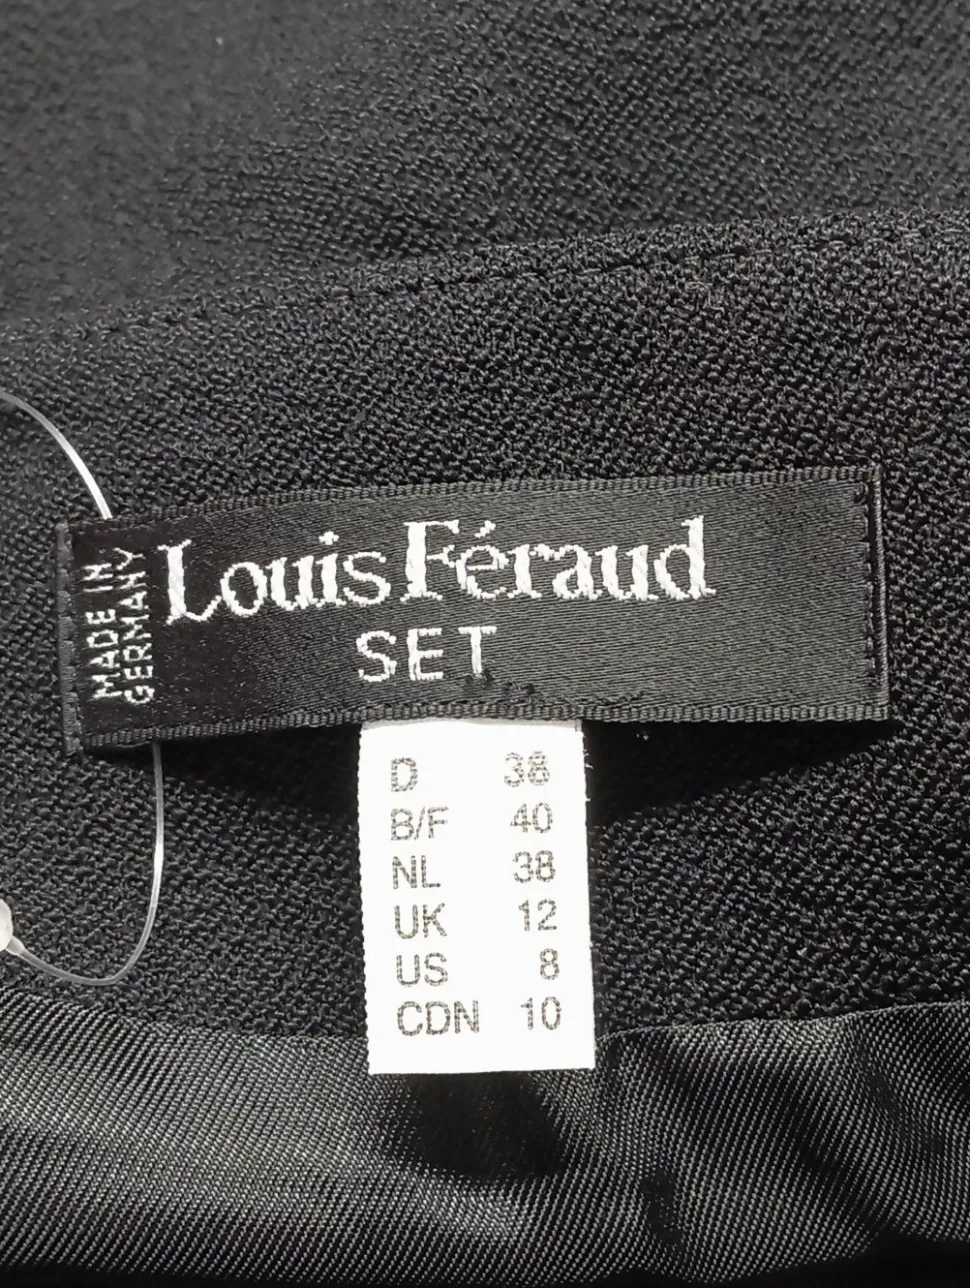 MADE IN
GERMANY
Louis Féraud
SET
D 38
B/F 40
NL 38
UK 12
US 8
CDN 10